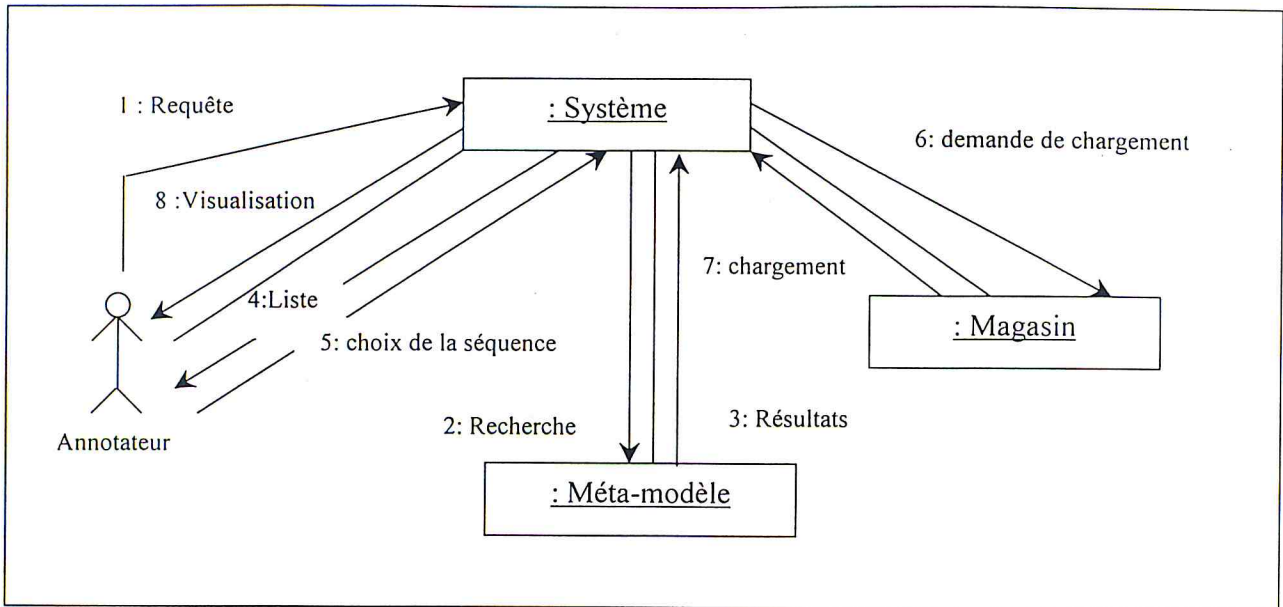 1 : Requête
: Système
6: demande de chargement
8 :Visualisation
7: chargement
4:Liste
: Magasin
5: choix de la séquence
2: Recherche
3: Résultats
Annotateur
: Méta-modèle